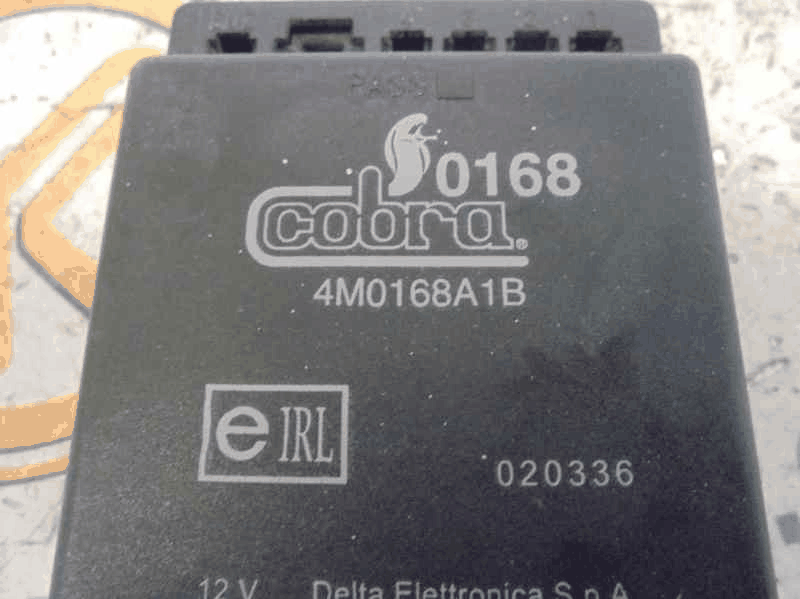 PASS
0168
cobra®
4M0168A1B
e IRL
020336
12 V Delta Elettronica S.p.A.